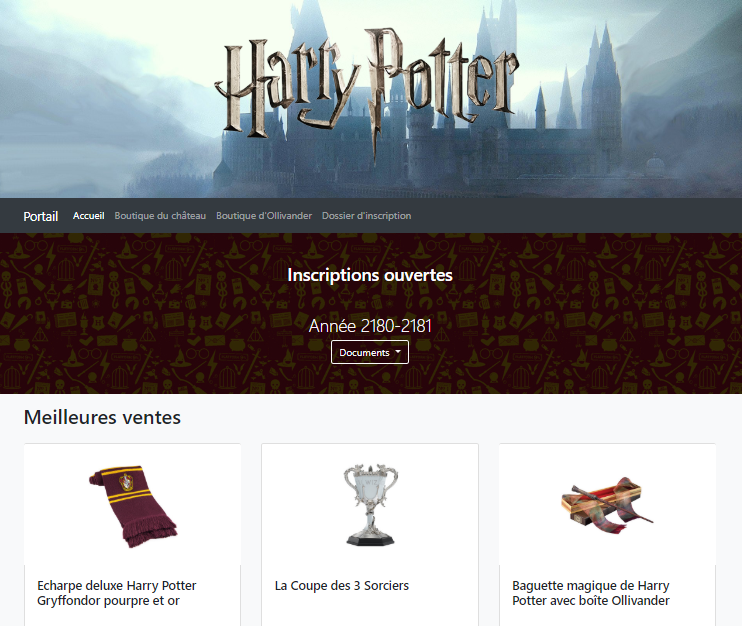 Harry Potter
Portail Accueil Boutique du château Boutique d'Ollivander Dossier d'inscription
Inscriptions ouvertes
Année 2180-2181
Documents
Meilleures ventes
Echarpe deluxe Harry Potter
Gryffondor pourpre et or
La Coupe des 3 Sorciers
Baguette magique de Harry
Potter avec boîte Ollivander